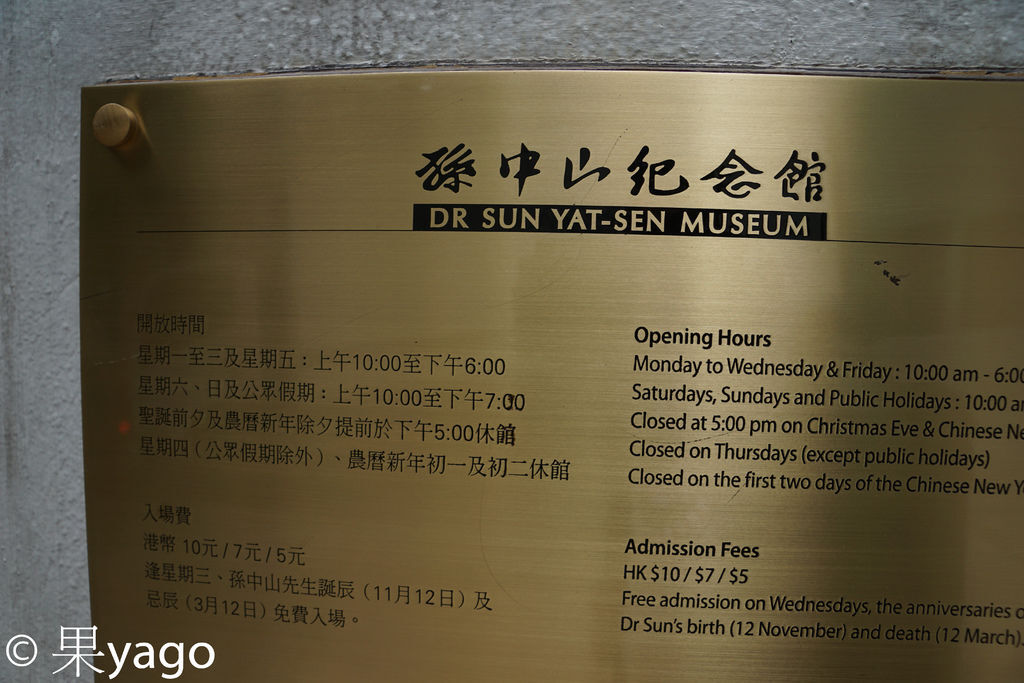 孫中山紀念館
DR SUN YAT-SEN MUSEUM
開放時間
星期一至三及星期五：上午10:00至下午6:00
星期六、日及公眾假期：上午10:00至下午7:00
聖誕前夕及農曆新年除夕提前於下午5:00休館
星期四（公眾假期除外）、農曆新年初一及初二休館
入場費
港幣 10元 / 7元 / 5元
逢星期三、孫中山先生誕辰（11月12日）及
忌辰（3月12日）免費入場。
Opening Hours
Monday to Wednesday & Friday : 10:00 am - 6:00
Saturdays, Sundays and Public Holidays : 10:00 am
Closed at 5:00 pm on Christmas Eve & Chinese Ne
Closed on Thursdays (except public holidays)
Closed on the first two days of the Chinese New Y
Admission Fees
HK $10 / $7 / $5
Free admission on Wednesdays, the anniversaries o
Dr Sun's birth (12 November) and death (12 March).
© 果yago